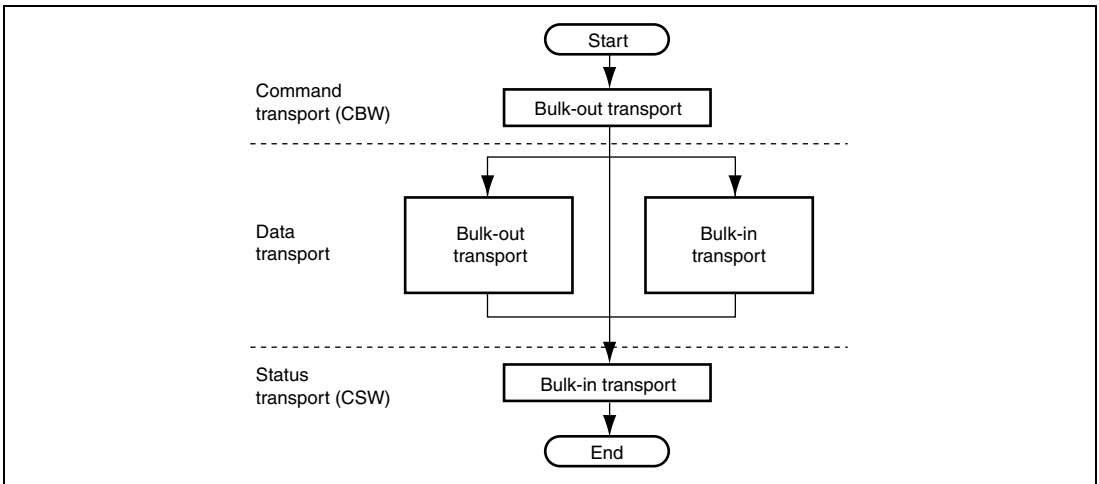 Start
Command
transport (CBW)
Bulk-out transport
Data
transport
Bulk-out
transport
Bulk-in
transport
Status
transport (CSW)
Bulk-in transport
End